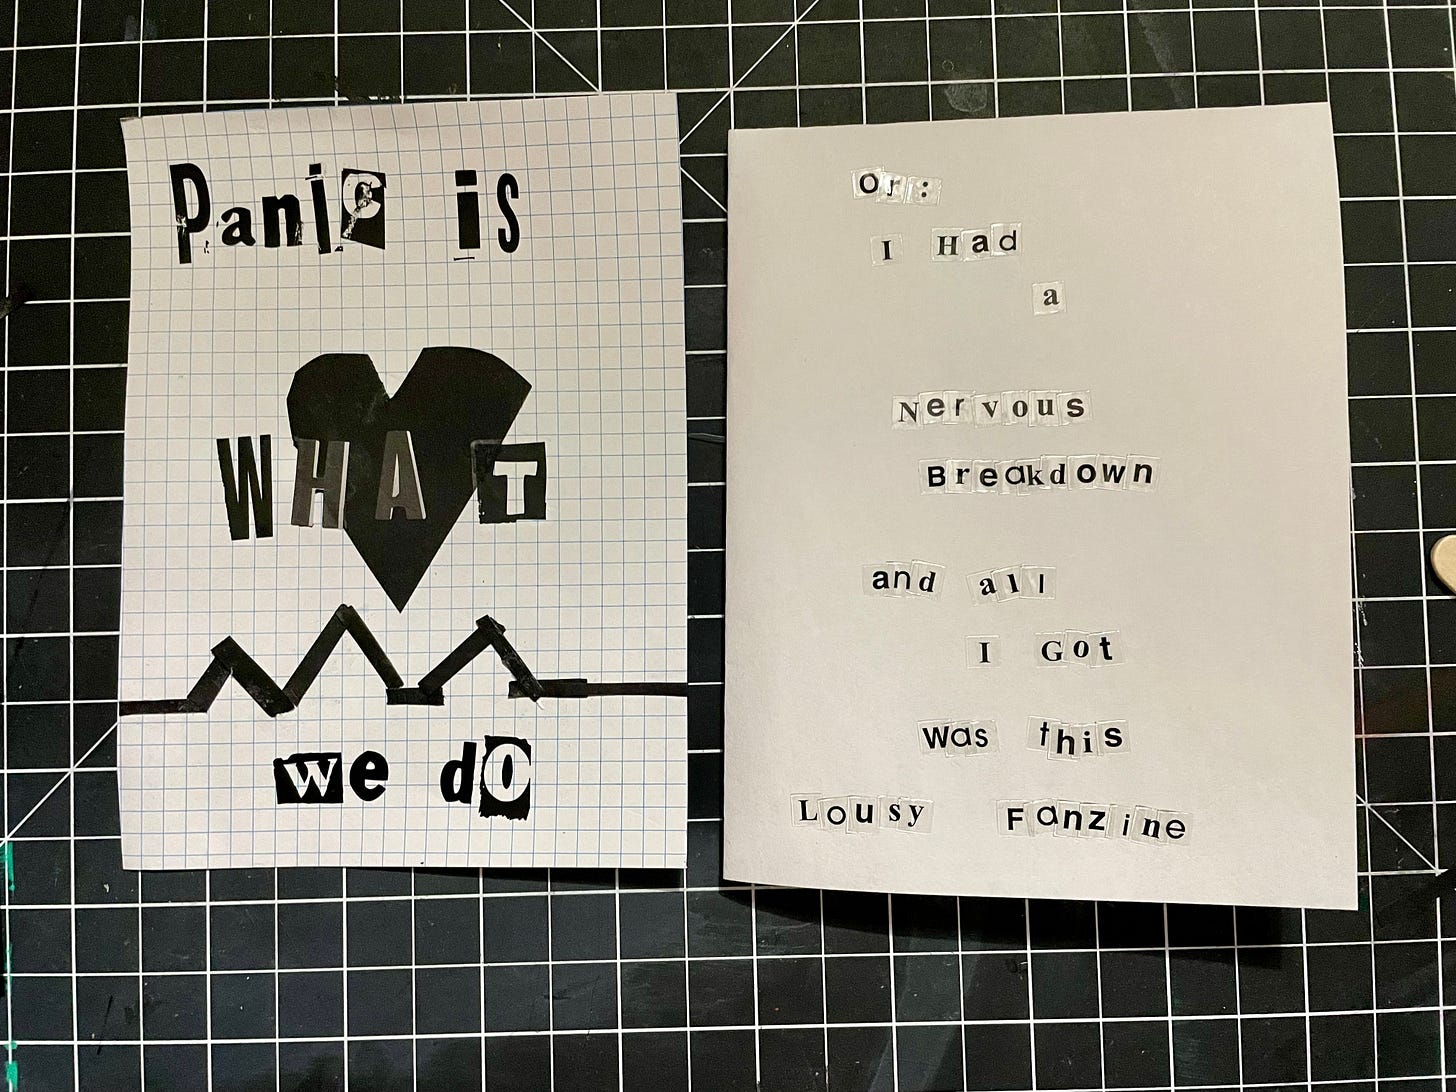 Panic is
WHAT
we do
Or:
I Had
a
Nervous
Breakdown
and all
I Got
Was this
Lousy Fanzine